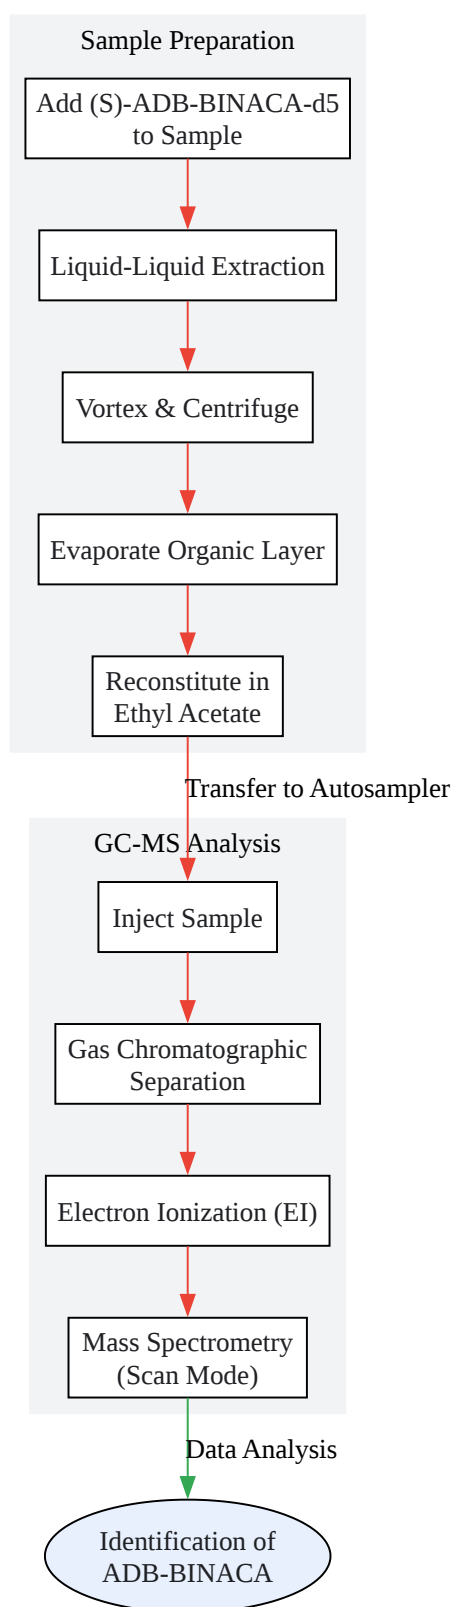 Sample Preparation
Add (S)-ADB-BINACA-d5
to Sample
Liquid-Liquid Extraction
Vortex & Centrifuge
Evaporate Organic Layer
Reconstitute in
Ethyl Acetate
Transfer to Autosampler
GC-MS Analysis
Inject Sample
Gas Chromatographic
Separation
Electron Ionization (EI)
Mass Spectrometry
(Scan Mode)
Data Analysis
Identification of
ADB-BINACA